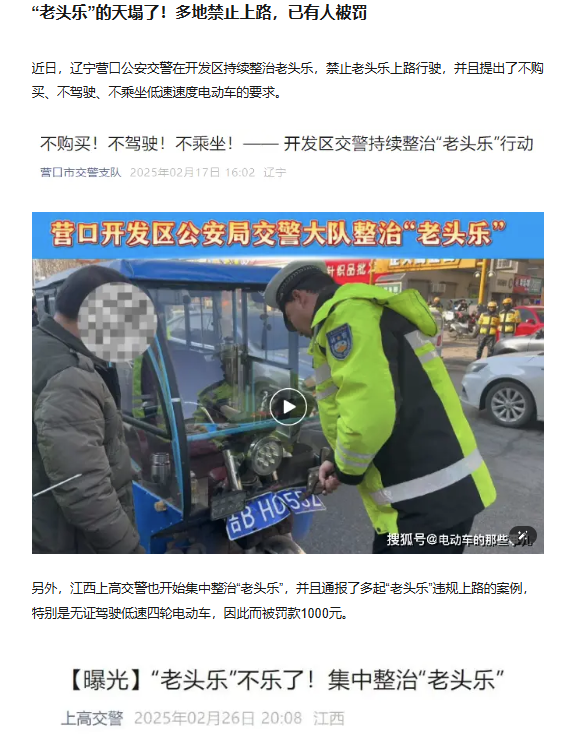 “老头乐”的天塌了！多地禁止上路，已有人被罚
近日，辽宁营口公安交警在开发区持续整治老头乐，禁止老头乐上路行驶，并且提出了不购
买、不驾驶、不乘坐低速速度电动车的要求。
不购买！不驾驶！不乘坐！—— 开发区交警持续整治“老头乐”行动
营口市交警支队 2025年02月17日 16:02 辽宁
营口开发区公安局交警大队整治“老头乐”
搜狐号@电动车的那些
另外，江西上高交警也开始集中整治“老头乐”，并且通报了多起“老头乐”违规上路的案例，
特别是无证驾驶低速四轮电动车，因此而被罚款1000元。
【曝光】“老头乐”不乐了！集中整治“老头乐”
上高交警 2025年02月26日 20:08 江西